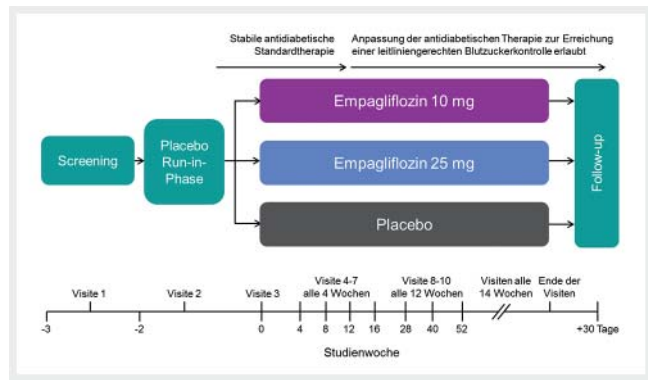 Stabile antidiabetische
Standardtherapie
Anpassung der antidiabetischen Therapie zur Erreichung
einer leitliniengerechten Blutzuckerkontrolle erlaubt
Screening
Placebo
Run-in-
Phase
Empagliflozin 10 mg
Empagliflozin 25 mg
Placebo
Follow-up
Visite 1
Visite 2
Visite 3
Visite 4-7
alle 4 Wochen
Visite 8-10
alle 12 Wochen
Visiten alle
14 Wochen
Ende der
Visiten
-3 -2 0 4 8 12 16 28 40 52 +30 Tage
Studienwoche